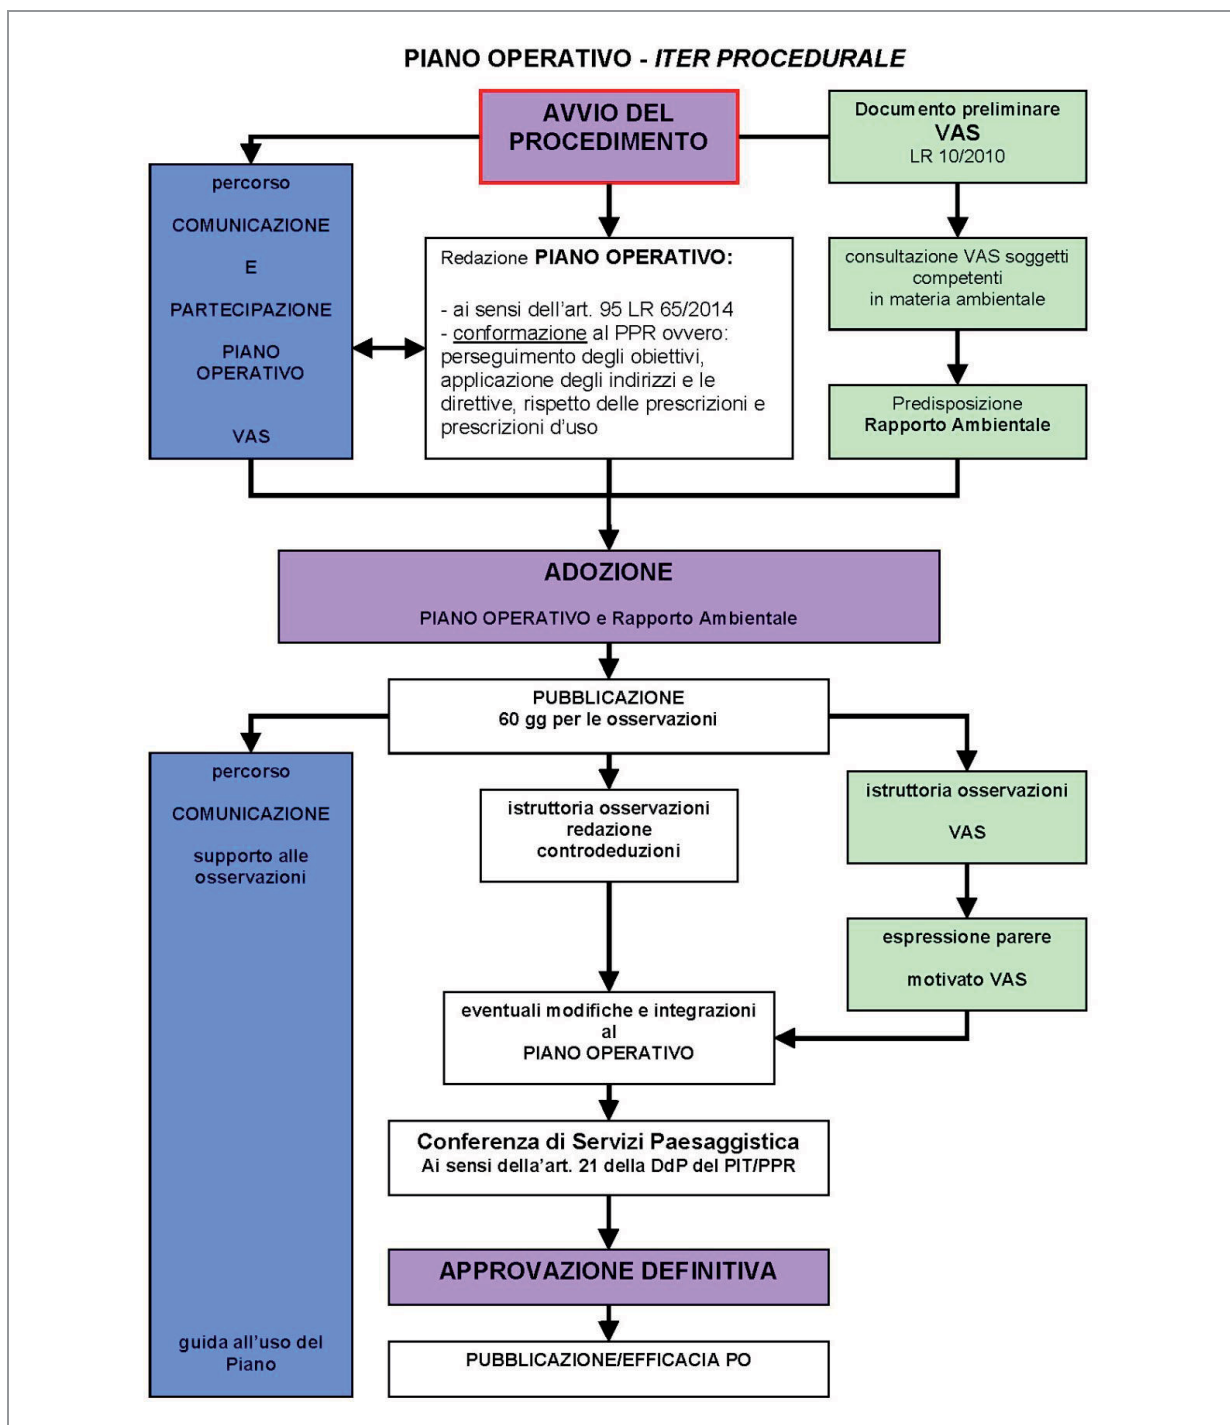 PIANO OPERATIVO - ITER PROCEDURALE
AVVIO DEL
PROCEDIMENTO
Documento preliminare
VAS
LR 10/2010
percorso
COMUNICAZIONE
E
PARTECIPAZIONE
PIANO
OPERATIVO
VAS
Redazione PIANO OPERATIVO:
- ai sensi dell'art. 95 LR 65/2014
- conformazione al PPR ovvero:
perseguimento degli obiettivi,
applicazione degli indirizzi e le
direttive, rispetto delle prescrizioni e
prescrizioni d'uso
consultazione VAS soggetti
competenti
in materia ambientale
Predisposizione
Rapporto Ambientale
ADOZIONE
PIANO OPERATIVO e Rapporto Ambientale
PUBBLICAZIONE
60 gg per le osservazioni
percorso
COMUNICAZIONE
supporto alle
osservazioni
guida all'uso del
Piano
istruttoria osservazioni
redazione
controdeduzioni
istruttoria osservazioni
VAS
espressione parere
motivato VAS
eventuali modifiche e integrazioni
al
PIANO OPERATIVO
Conferenza di Servizi Paesaggistica
Ai sensi della'art. 21 della DdP del PIT/PPR
APPROVAZIONE DEFINITIVA
PUBBLICAZIONE/EFFICACIA PO